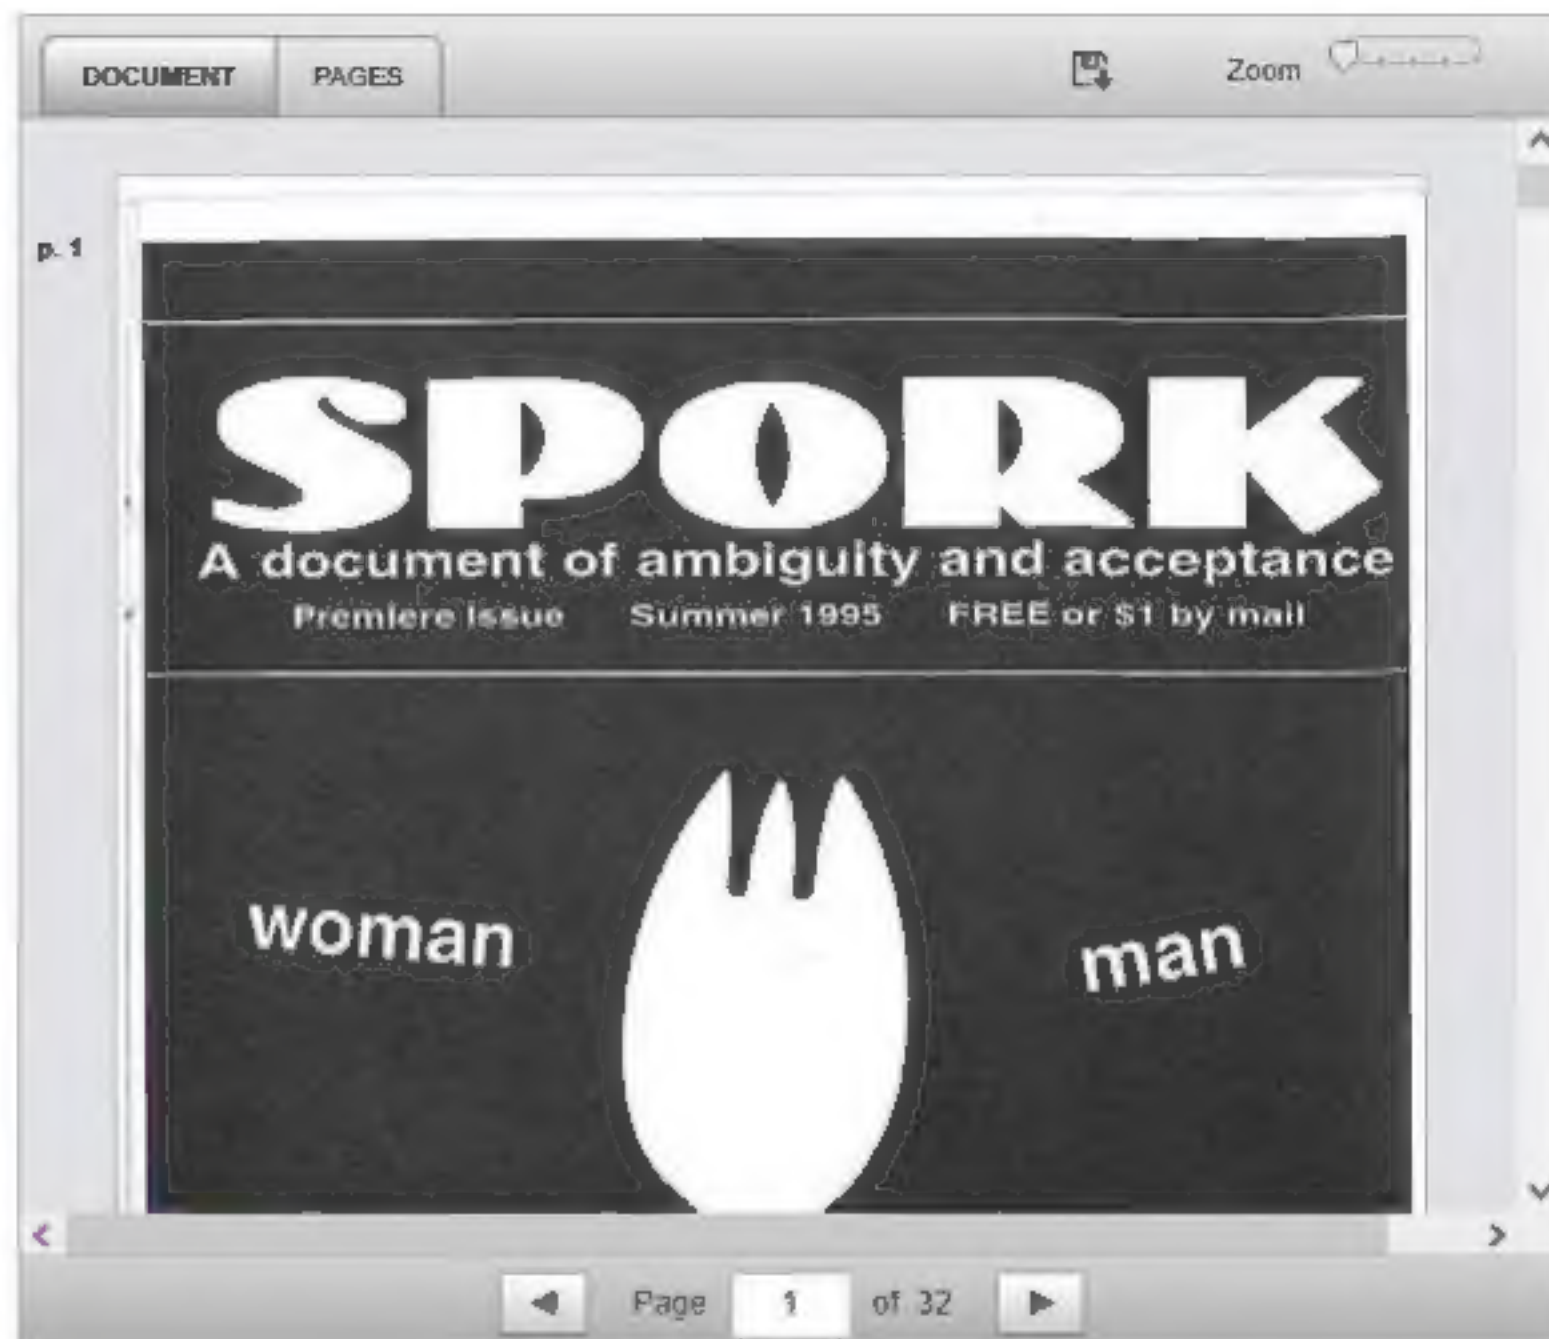 DOCUMENT PAGES Zoom
p. 1
SPORK
A document of ambiguity and acceptance
Premiere Issue Summer 1995 FREE or $1 by mail
woman man
Page 1 of 32